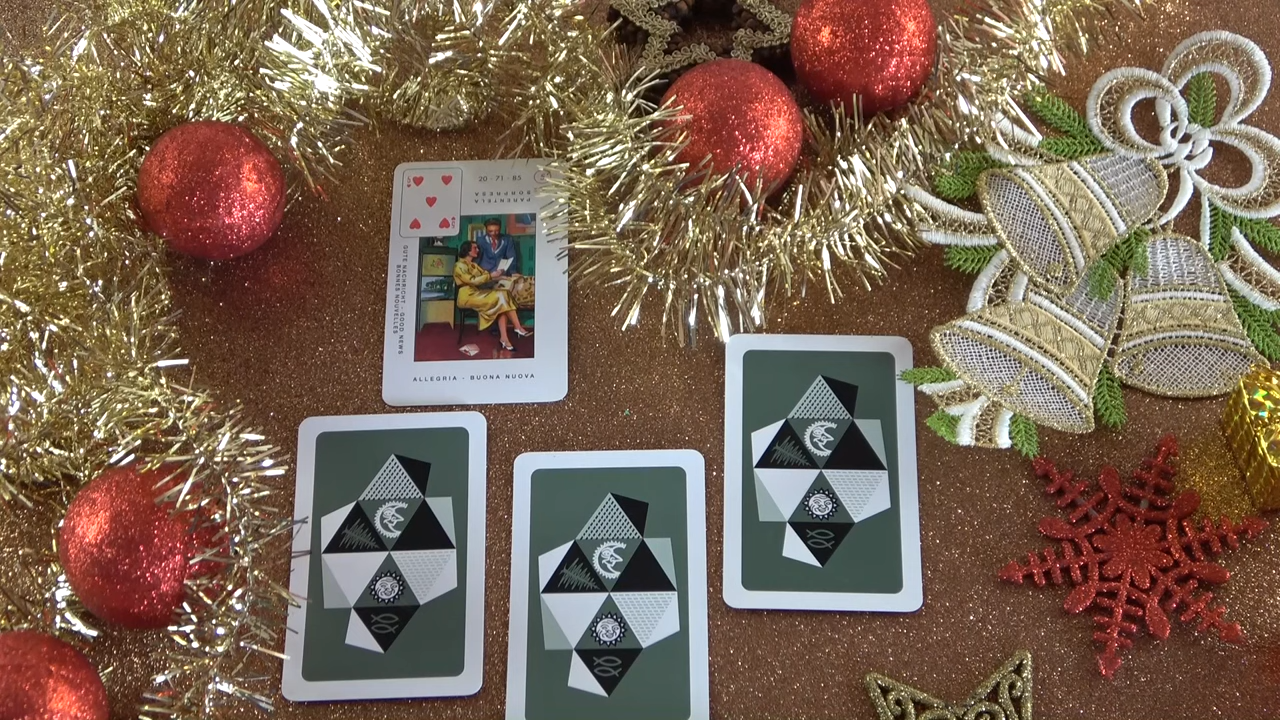 20 - 71 - 85
PARENTELA
SORPRESA
GUTE NACHRICHT - GOOD NEWS
BONNES NOUVELLES
ALLEGRIA - BUONA NUOVA